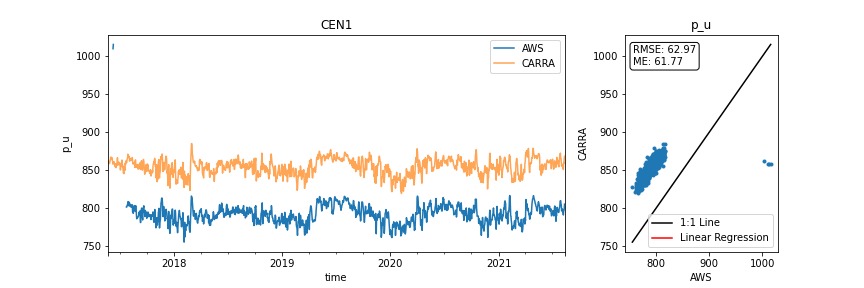 CEN1
p_u
1000
950
900
850
800
750
p_u
2018
2019
2020
2021
time
AWS
CARRA
p_u
RMSE: 62.97
ME: 61.77
1000
950
900
850
800
750
CARRA
1:1 Line
Linear Regression
800
900
1000
AWS